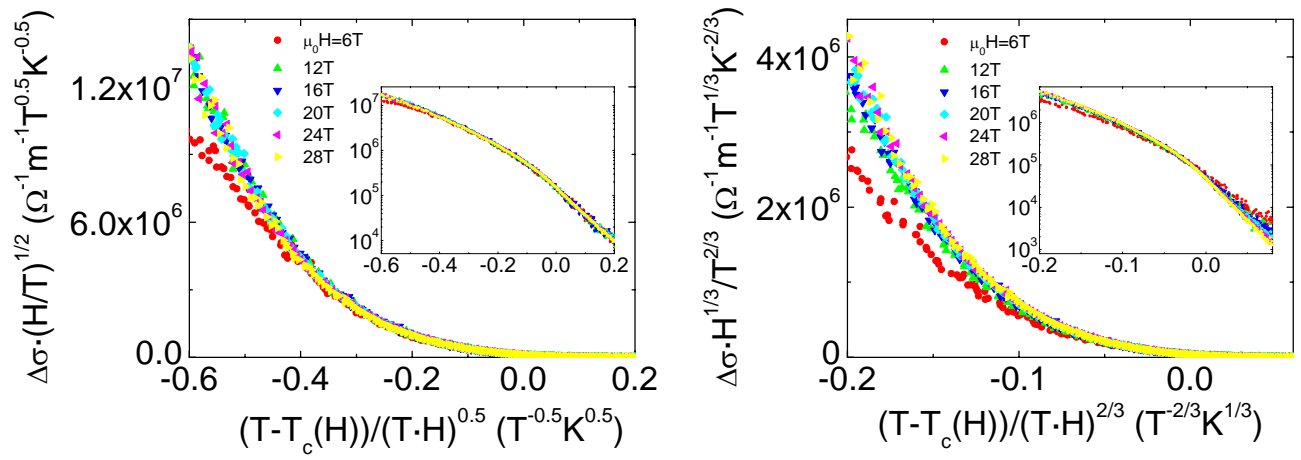 Δσ·(H/T)^1/2 (Ω^-1m^-1T^0.5K^-0.5)
1.2x10^7
6.0x10^6
0.0
μ₀H=6T
12T
16T
20T
24T
28T
10^7
10^6
10^5
10^4
-0.6 -0.4 -0.2 0.0 0.2
-0.6 -0.4 -0.2 0.0 0.2
(T-T_c(H))/(T·H)^0.5 (T^-0.5K^0.5)
Δσ·H^1/3/T^2/3 (Ω^-1m^-1T^1/3K^-2/3)
4x10^6
2x10^6
0
μ₀H=6T
12T
16T
20T
24T
28T
10^6
10^5
10^4
10^3
-0.2 -0.1 0.0
-0.2 -0.1 0.0
(T-T_c(H))/(T·H)^2/3 (T^-2/3K^1/3)